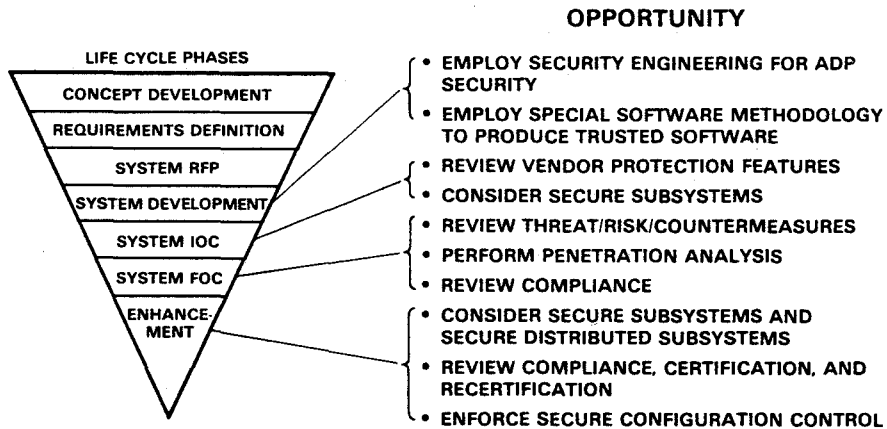 OPPORTUNITY
LIFE CYCLE PHASES
CONCEPT DEVELOPMENT
REQUIREMENTS DEFINITION
SYSTEM RFP
SYSTEM DEVELOPMENT
SYSTEM IOC
SYSTEM FOC
ENHANCE-
MENT
• EMPLOY SECURITY ENGINEERING FOR ADP
SECURITY
• EMPLOY SPECIAL SOFTWARE METHODOLOGY
TO PRODUCE TRUSTED SOFTWARE
• REVIEW VENDOR PROTECTION FEATURES
• CONSIDER SECURE SUBSYSTEMS
• REVIEW THREAT/RISK/COUNTERMEASURES
• PERFORM PENETRATION ANALYSIS
• REVIEW COMPLIANCE
• CONSIDER SECURE SUBSYSTEMS AND
SECURE DISTRIBUTED SUBSYSTEMS
• REVIEW COMPLIANCE, CERTIFICATION, AND
RECERTIFICATION
• ENFORCE SECURE CONFIGURATION CONTROL